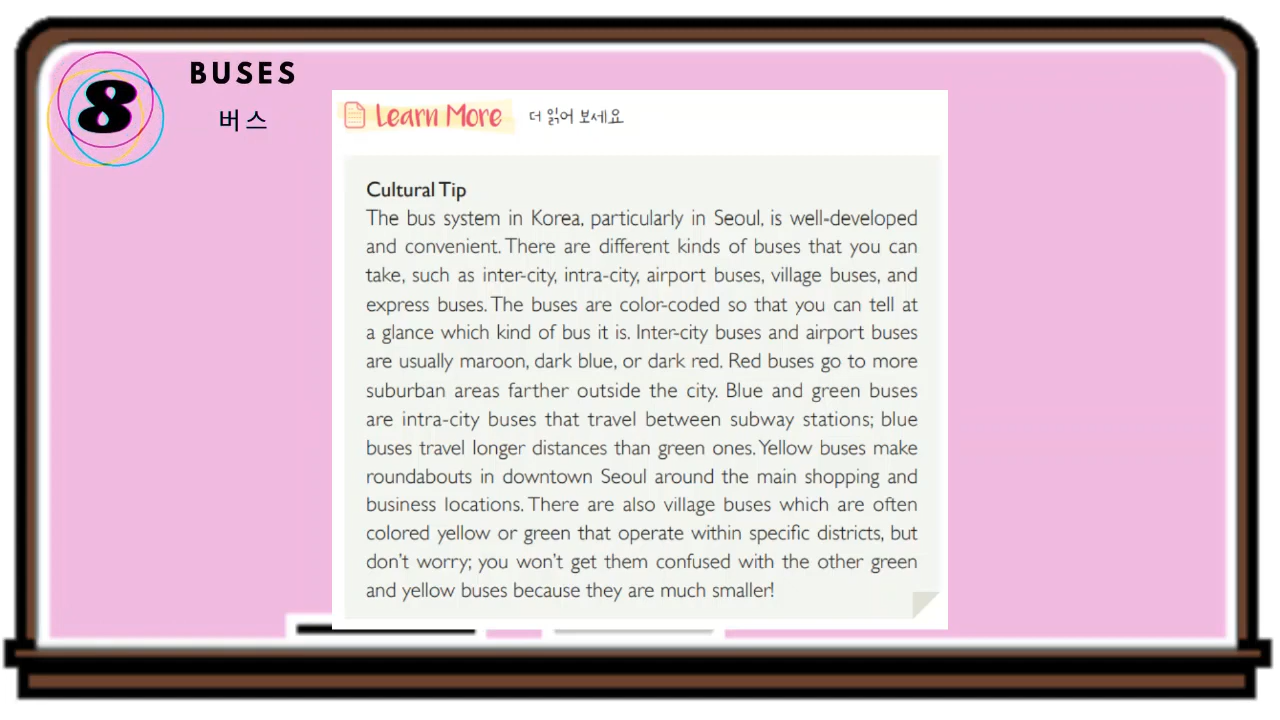 8
BUSES
버스
Learn More 더 읽어 보세요
Cultural Tip
The bus system in Korea, particularly in Seoul, is well-developed
and convenient. There are different kinds of buses that you can
take, such as inter-city, intra-city, airport buses, village buses, and
express buses. The buses are color-coded so that you can tell at
a glance which kind of bus it is. Inter-city buses and airport buses
are usually maroon, dark blue, or dark red. Red buses go to more
suburban areas farther outside the city. Blue and green buses
are intra-city buses that travel between subway stations; blue
buses travel longer distances than green ones. Yellow buses make
roundabouts in downtown Seoul around the main shopping and
business locations. There are also village buses which are often
colored yellow or green that operate within specific districts, but
don't worry; you won't get them confused with the other green
and yellow buses because they are much smaller!